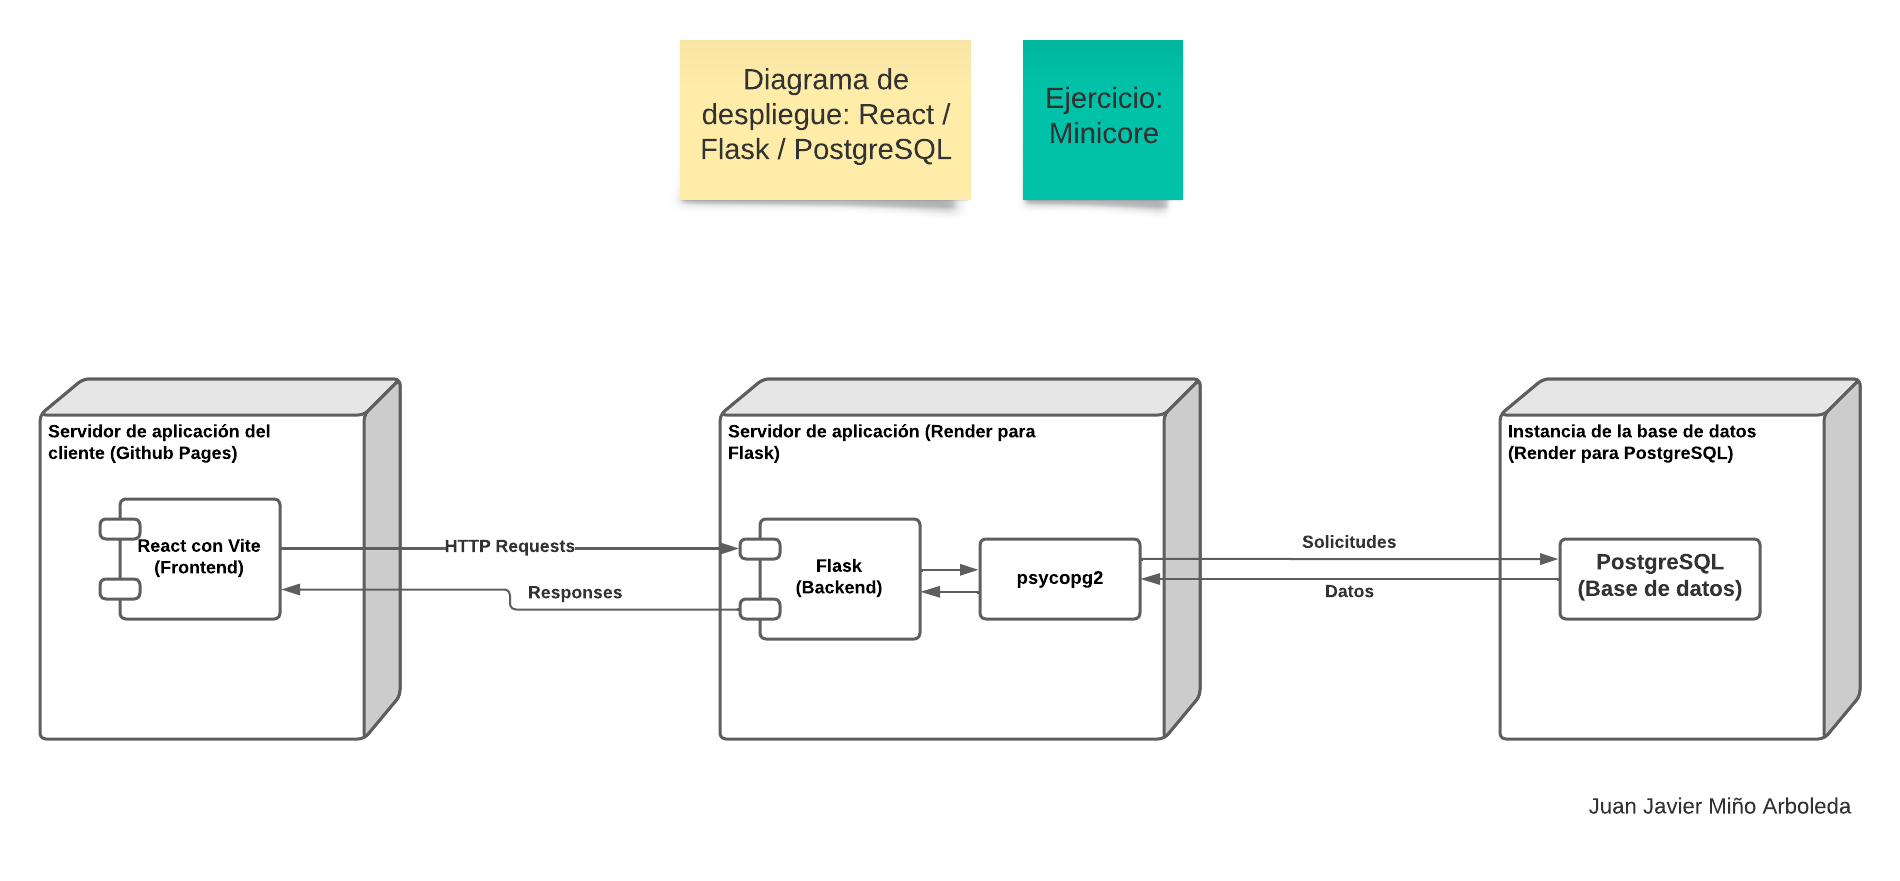 Diagrama de
despliegue: React /
Flask / PostgreSQL
Ejercicio:
Minicore
Servidor de aplicación del
cliente (Github Pages)
React con Vite
(Frontend)
HTTP Requests
Responses
Servidor de aplicación (Render para
Flask)
Flask
(Backend)
psycopg2
Solicitudes
Datos
Instancia de la base de datos
(Render para PostgreSQL)
PostgreSQL
(Base de datos)
Juan Javier Miño Arboleda